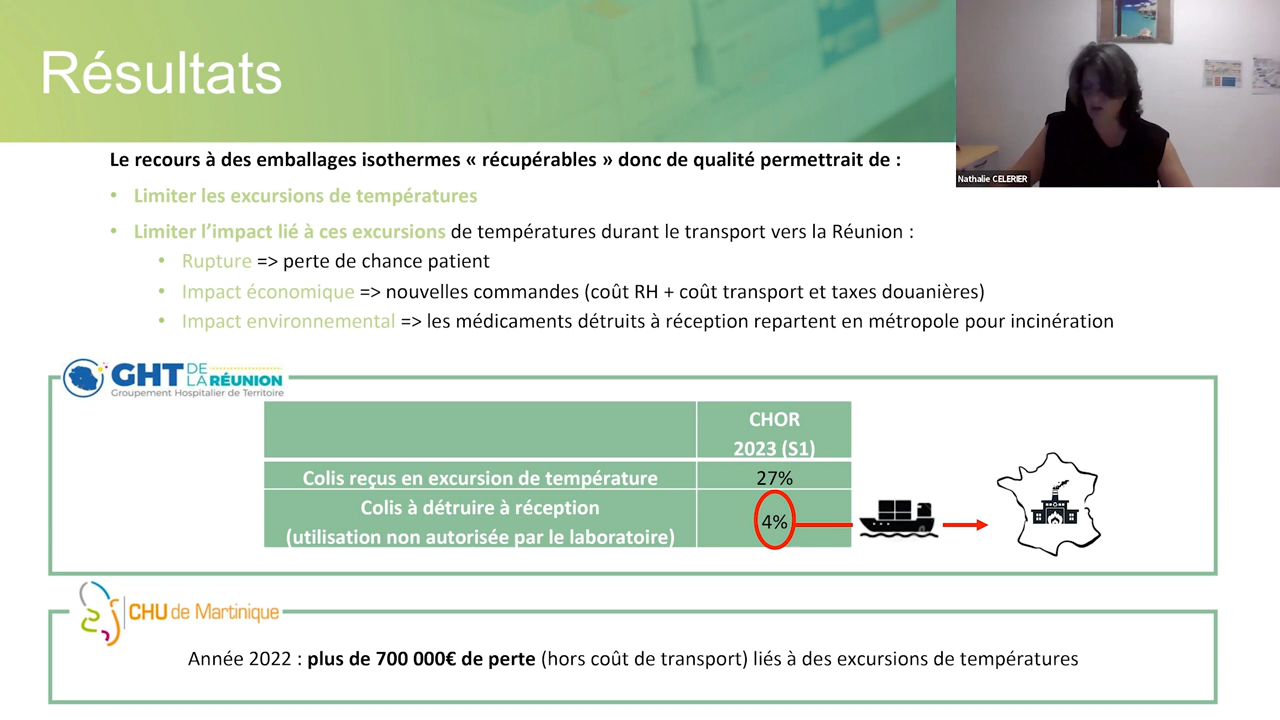 Résultats
Nathalie CELERIER
Le recours à des emballages isothermes « récupérables » donc de qualité permettrait de :
• Limiter les excursions de températures
• Limiter l'impact lié à ces excursions de températures durant le transport vers la Réunion :
• Rupture => perte de chance patient
• Impact économique => nouvelles commandes (coût RH + coût transport et taxes douanières)
• Impact environnemental => les médicaments détruits à réception repartent en métropole pour incinération
GHT DE LA RÉUNION
Groupement Hospitalier de Territoire
CHOR
2023 (S1)
Colis reçus en excursion de température 27%
Colis à détruire à réception
(utilisation non autorisée par le laboratoire) 4%
CHU de Martinique
Année 2022 : plus de 700 000€ de perte (hors coût de transport) liés à des excursions de températures